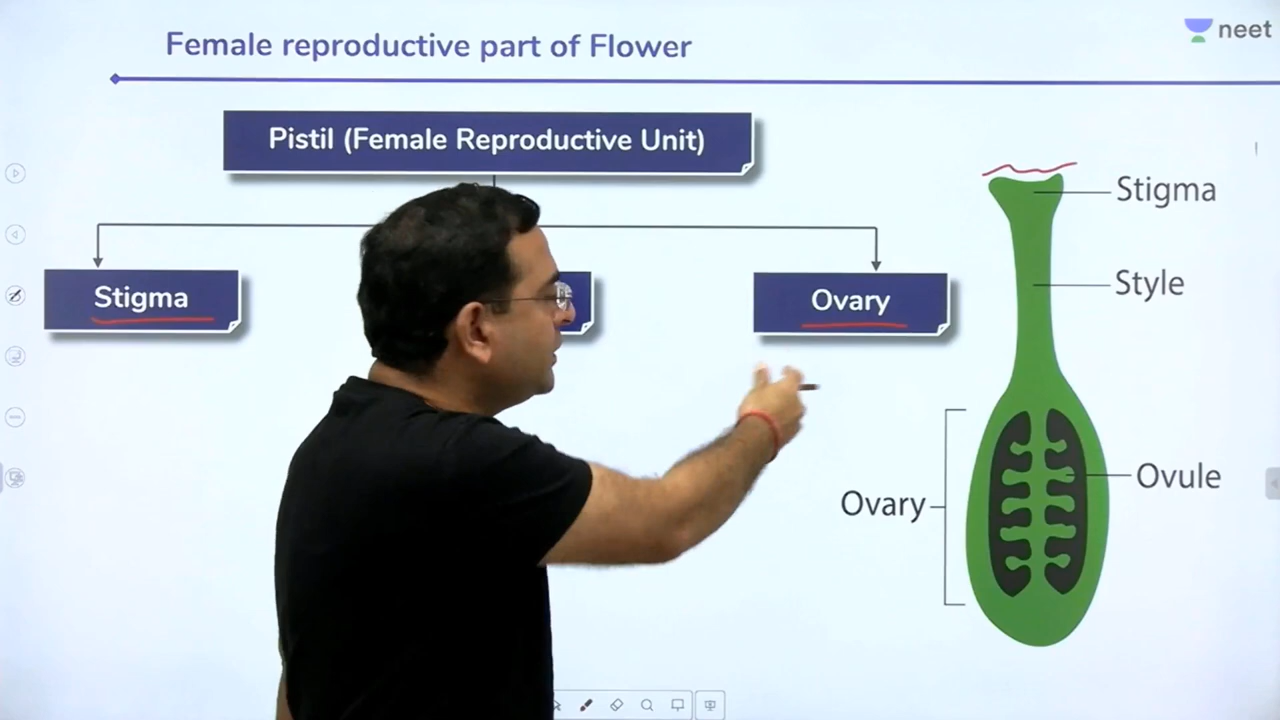 Female reproductive part of Flower
neet
Pistil (Female Reproductive Unit)
Stigma
Ovary
Stigma
Style
Ovary
Ovule